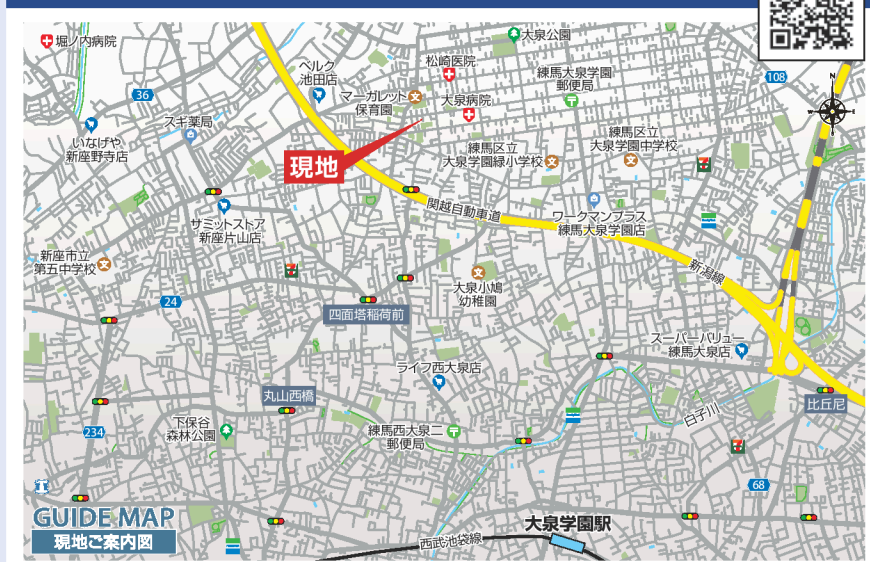 堀ノ内病院
大泉公園
松崎医院
ベルク
池田店
練馬大泉学園
郵便局
108
36
マーガレット
保育園
大泉病院
スギ薬局
いなげや
新座野寺店
練馬区立
大泉学園緑小学校
練馬区立
大泉学園中学校
現地
関越自動車道
サミットストア
新座片山店
ワークマンプラス
練馬大泉学園店
新座市立
第五中学校
新潟線
大泉小鳩
幼稚園
24
四面塔稲荷前
スーパーバリュー
練馬大泉店
ライフ西大泉店
丸山西橋
比丘尼
白子川
下保谷
森林公園
234
練馬西大泉二
郵便局
68
GUIDE MAP
現地ご案内図
大泉学園駅
西武池袋線
N